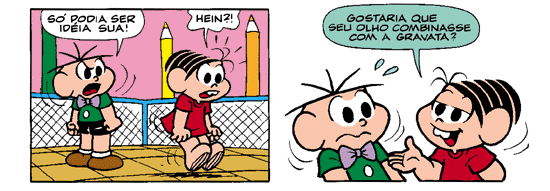 SÓ PODIA SER
IDÉIA SUA!
HEIN?!
GOSTARIA QUE
SEU OLHO COMBINASSE
COM A GRAVATA?